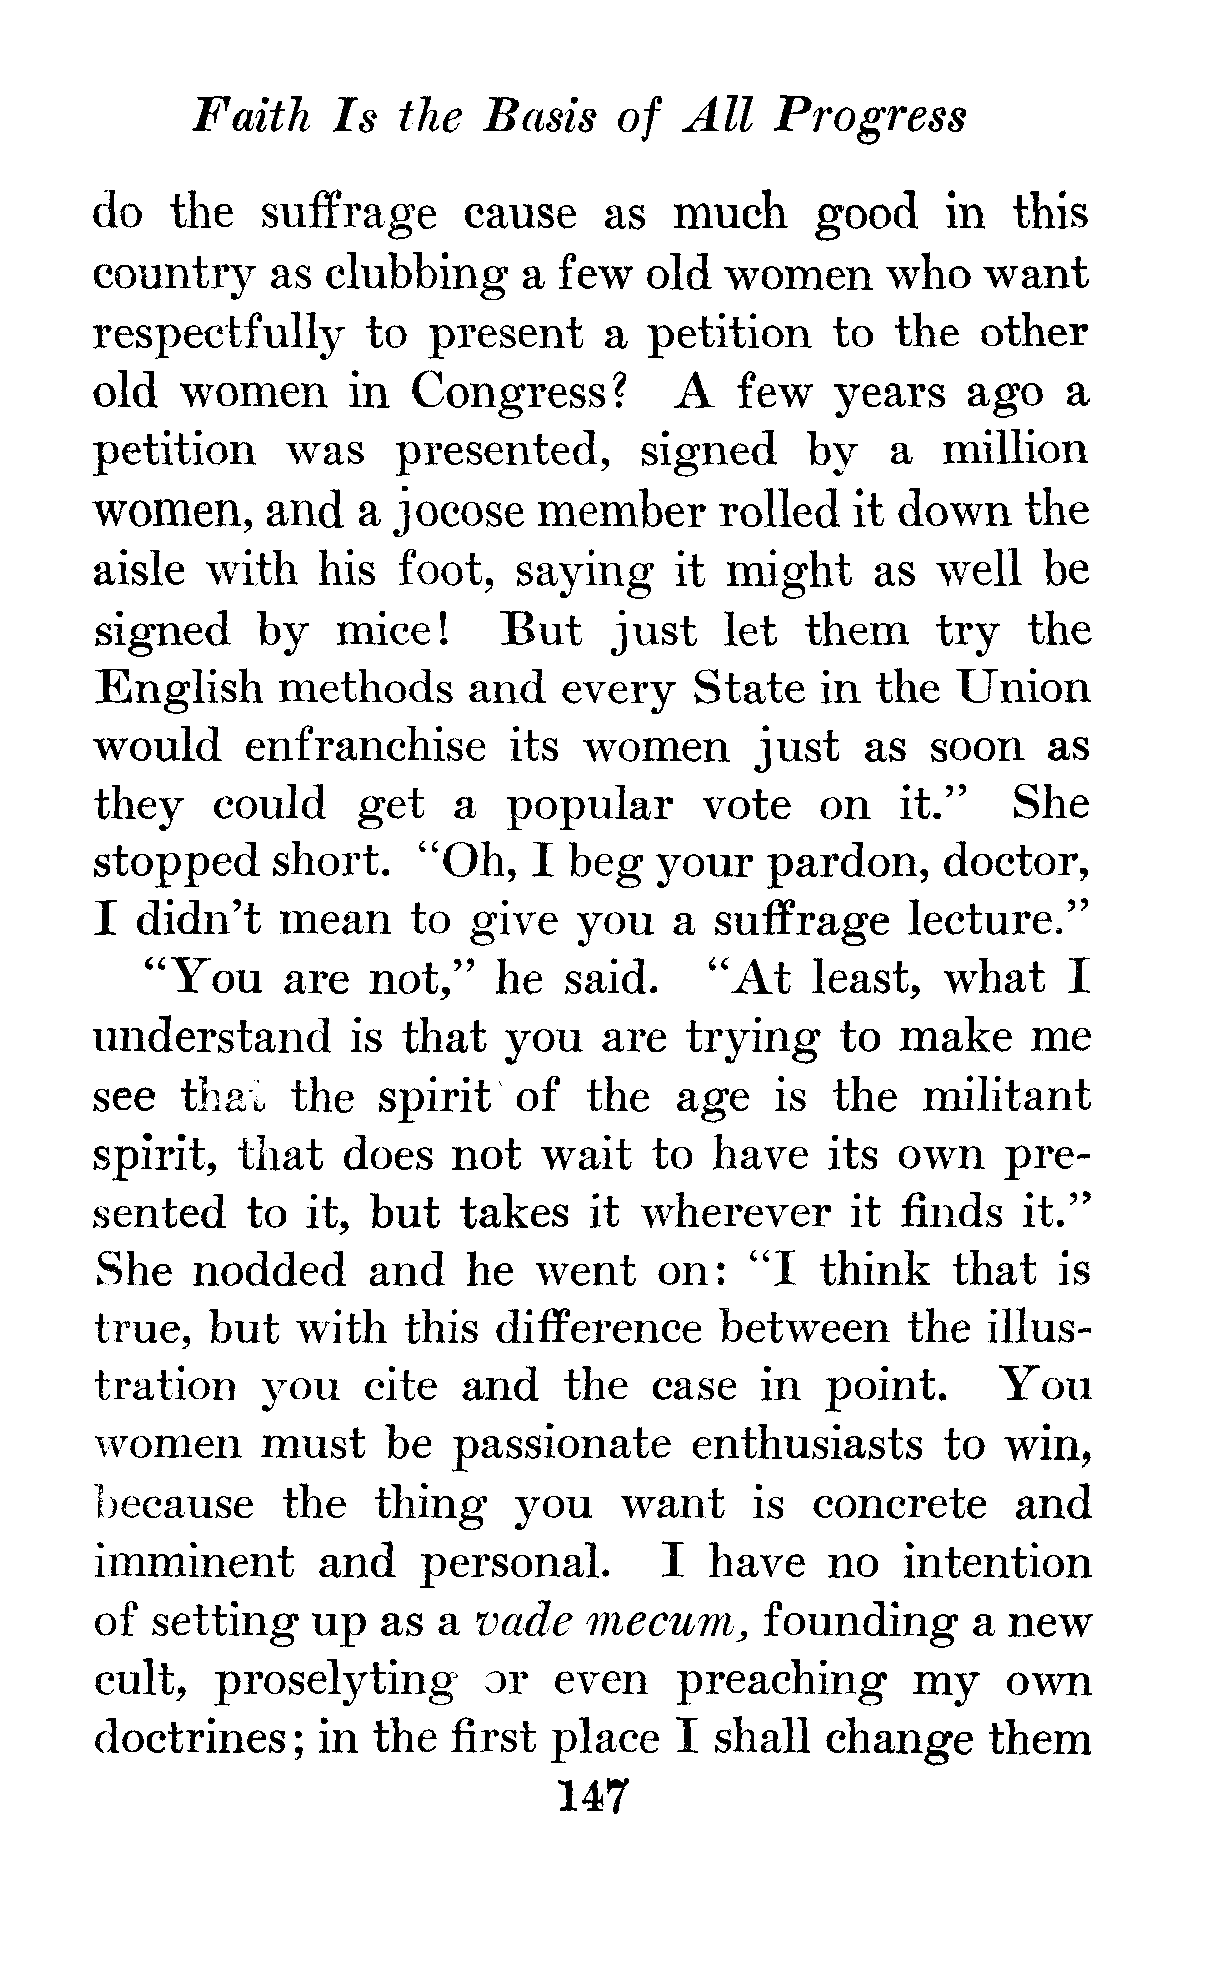 Faith Is the Basis of All Progress
do the suffrage cause as much good in this
country as clubbing a few old women who want
respectfully to present a petition to the other
old women in Congress? A few years ago a
petition was presented, signed by a million
women, and a jocose member rolled it down the
aisle with his foot, saying it might as well be
signed by mice! But just let them try the
English methods and every State in the Union
would enfranchise its women just as soon as
they could get a popular vote on it.” She
stopped short. “Oh, I beg your pardon, doctor,
I didn’t mean to give you a suffrage lecture.”
“You are not,” he said. “At least, what I
understand is that you are trying to make me
see that the spirit of the age is the militant
spirit, that does not wait to have its own pre-
sented to it, but takes it wherever it finds it.”
She nodded and he went on: “I think that is
true, but with this difference between the illus-
tration you cite and the case in point. You
women must be passionate enthusiasts to win,
because the thing you want is concrete and
imminent and personal. I have no intention
of setting up as a vade mecum, founding a new
cult, proselyting or even preaching my own
doctrines; in the first place I shall change them
147